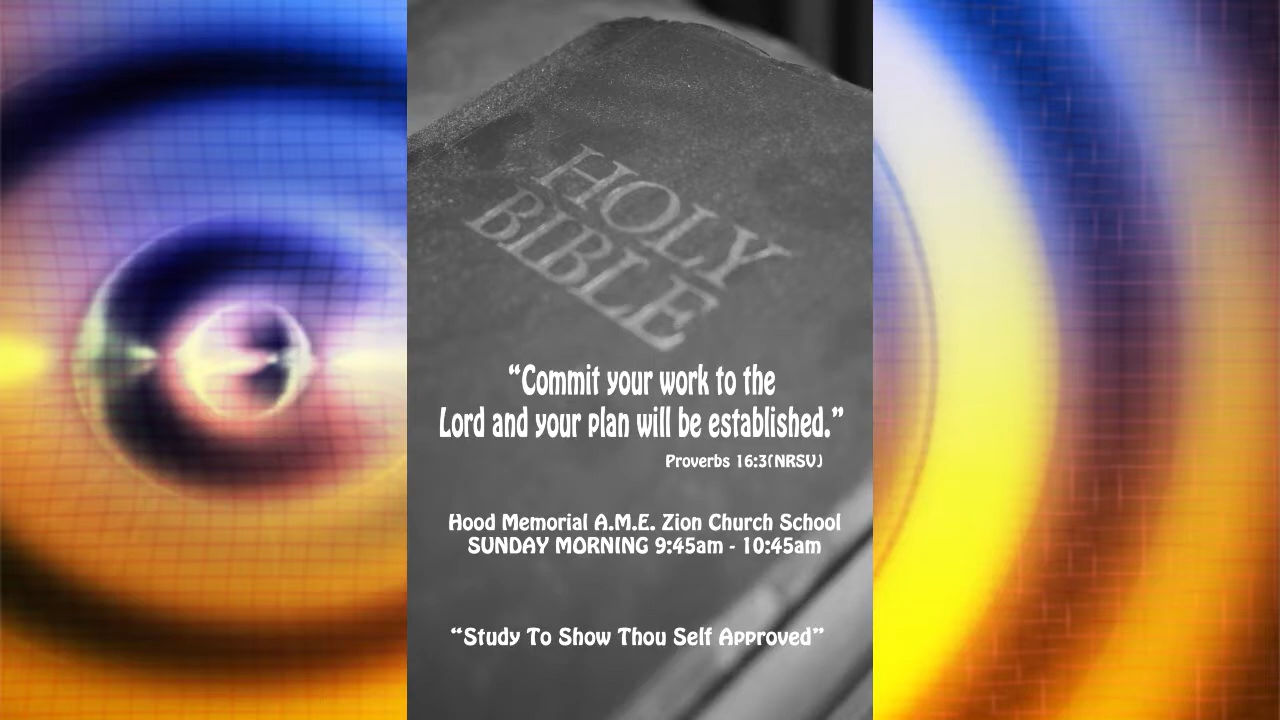 HOLY
BIBLE
“Commit your work to the
Lord and your plan will be established.”
Proverbs 16:3(NRSV)
Hood Memorial A.M.E. Zion Church School
SUNDAY MORNING 9:45am - 10:45am
“Study To Show Thou Self Approved”